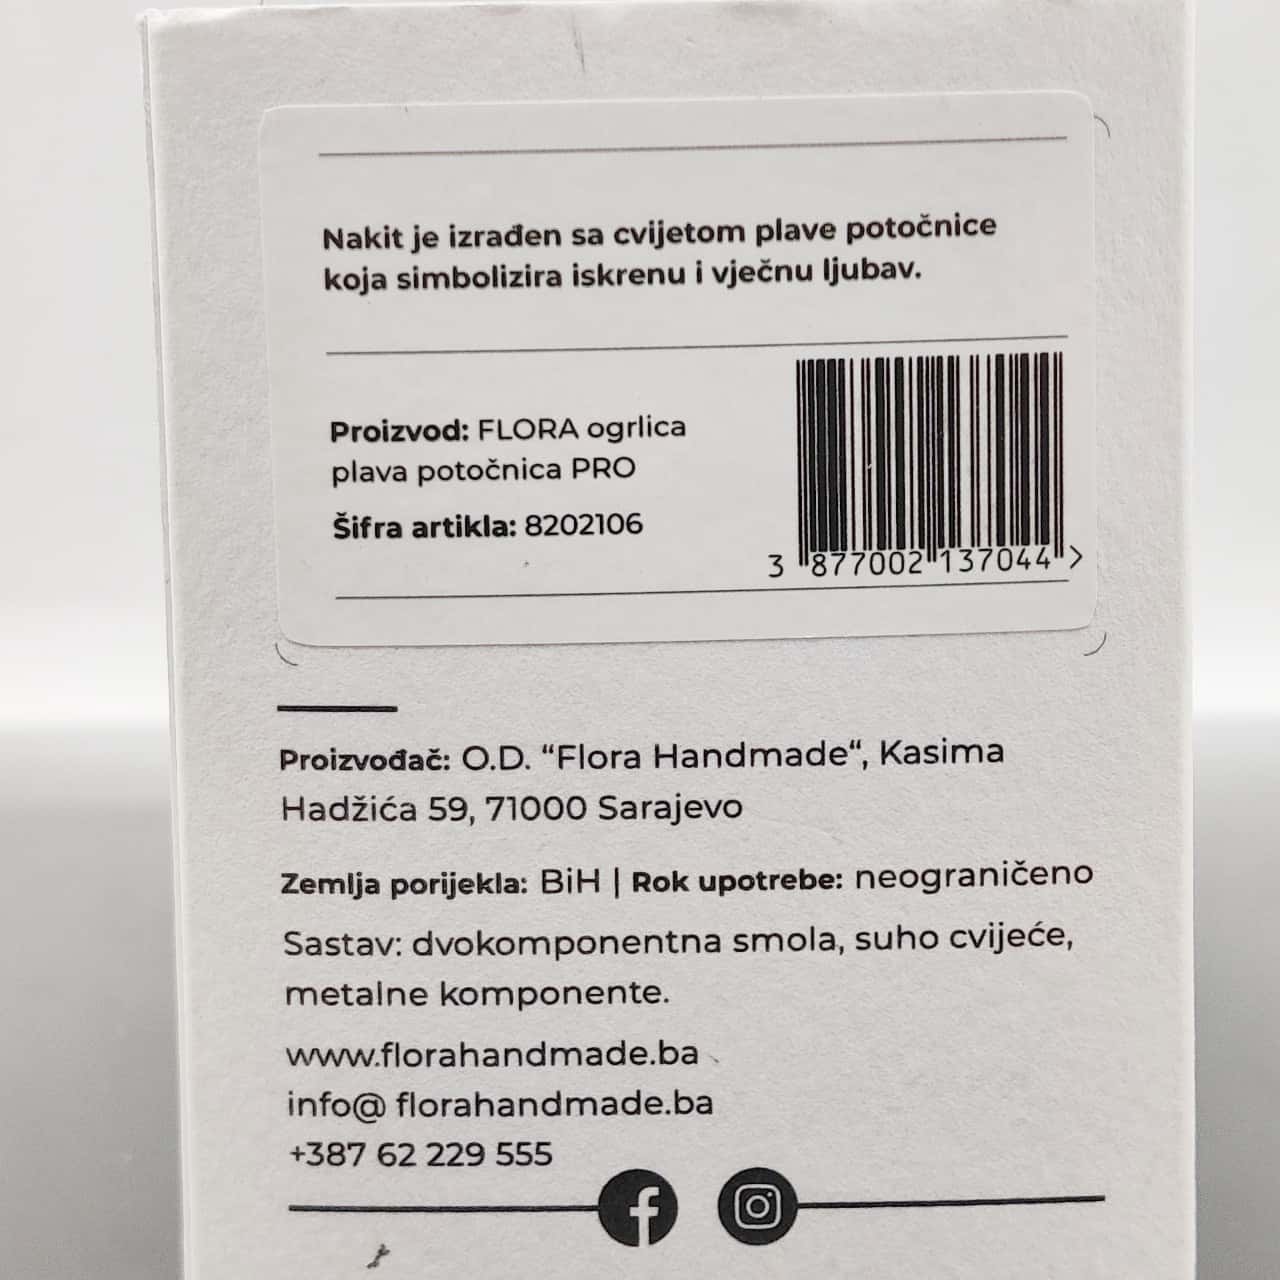 Nakit je izrađen sa cvijetom plave potočnice
koja simbolizira iskrenu i vječnu ljubav.
Proizvod: FLORA ogrlica
plava potočnica PRO
Šifra artikla: 8202106
3 877002 137044 >
Proizvođač: O.D. “Flora Handmade“, Kasima
Hadžića 59, 71000 Sarajevo
Zemlja porijekla: BiH | Rok upotrebe: neograničeno
Sastav: dvokomponentna smola, suho cvijeće,
metalne komponente.
www.florahandmade.ba
info@ florahandmade.ba
+387 62 229 555